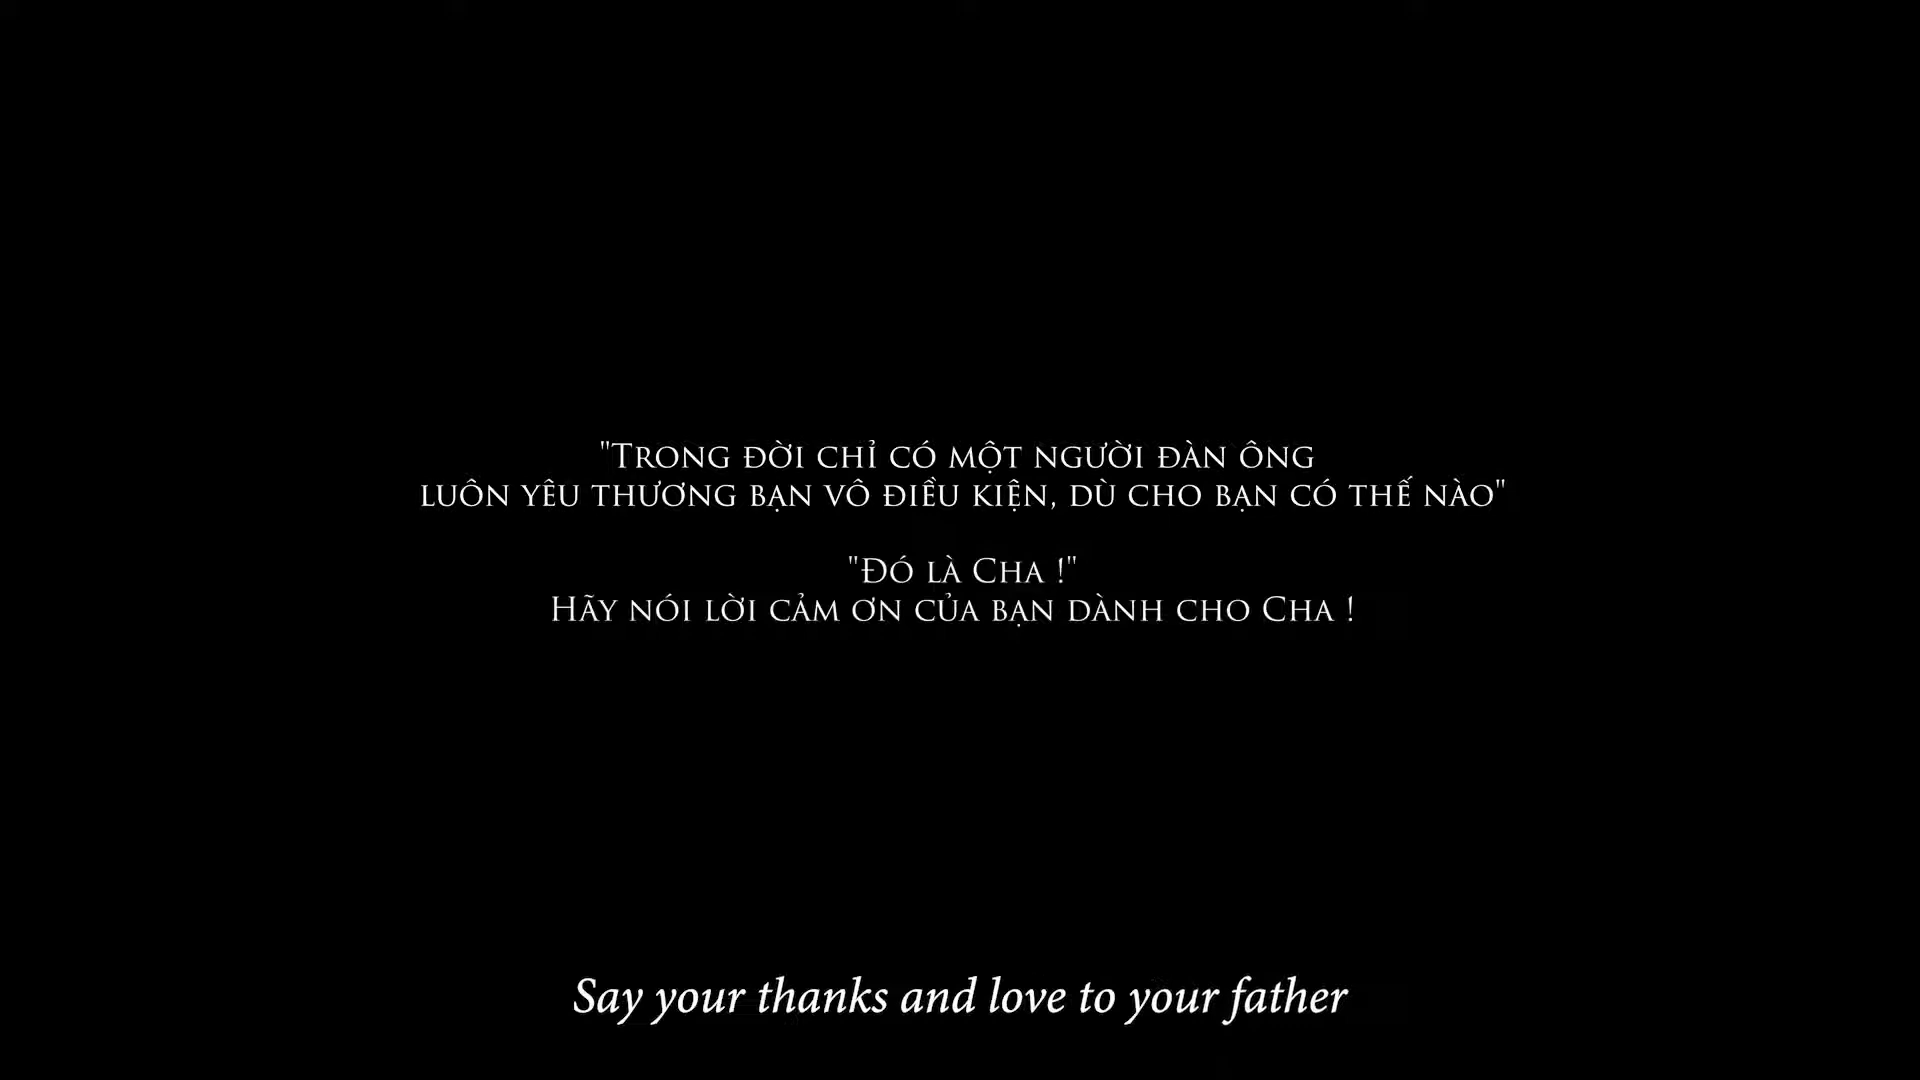 "Trong đời chỉ có một người đàn ông
luôn yêu thương bạn vô điều kiện, dù cho bạn có thế nào"
"Đó là Cha !"
Hãy nói lời cảm ơn của bạn dành cho Cha !
Say your thanks and love to your father